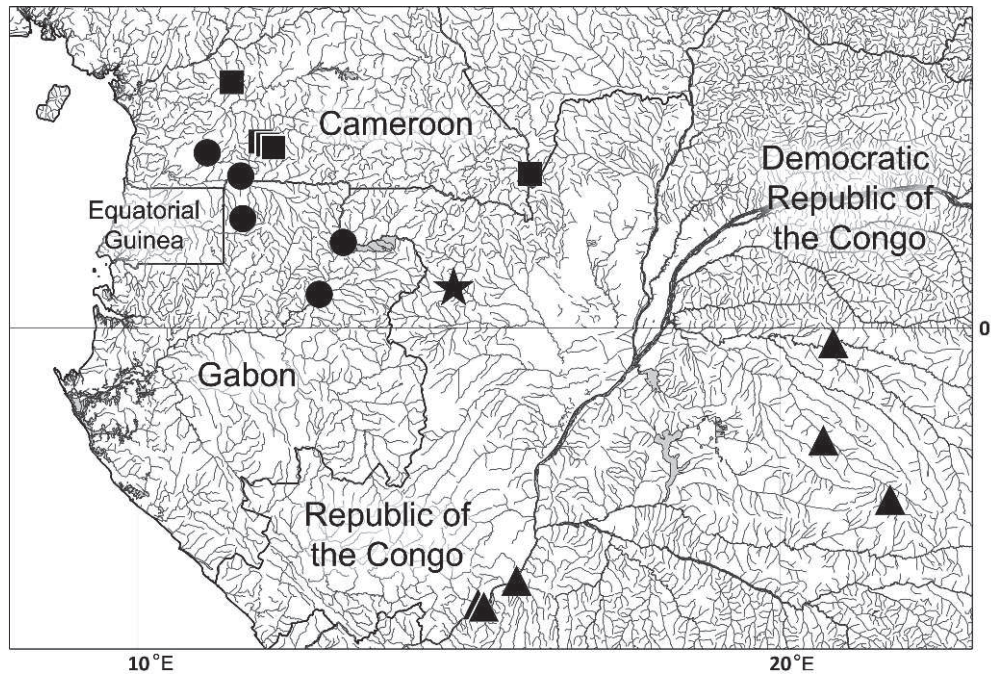 Cameroon
Democratic
Republic of
the Congo
Equatorial
Guinea
0
Gabon
Republic of
the Congo
10°E
20°E